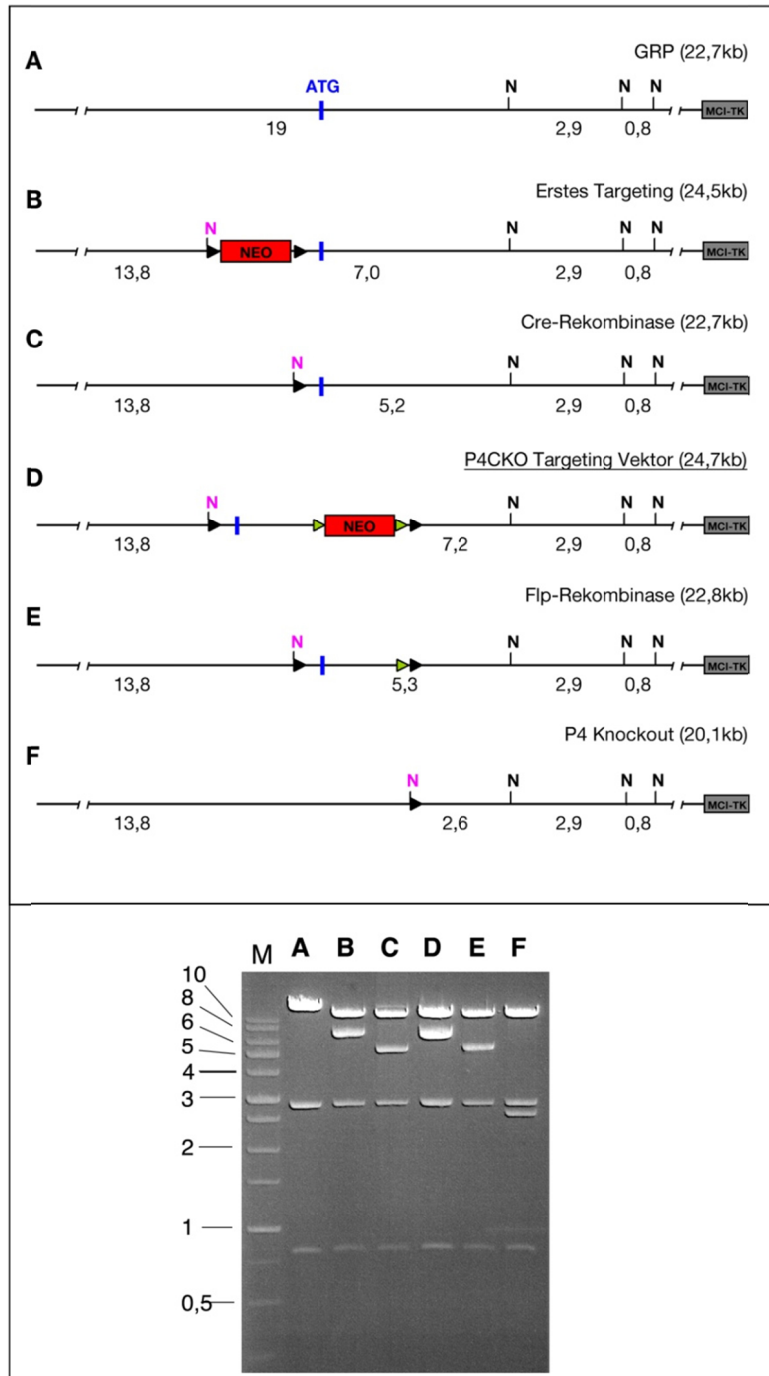 A
GRP (22,7kb)
ATG N N N
MCI-TK
19 2,9 0,8
B
Erstes Targeting (24,5kb)
N N N N
NEO MCI-TK
13,8 7,0 2,9 0,8
C
Cre-Rekombinase (22,7kb)
N N N N
MCI-TK
13,8 5,2 2,9 0,8
D
P4CKO Targeting Vektor (24,7kb)
N N N N
NEO MCI-TK
13,8 7,2 2,9 0,8
E
Flp-Rekombinase (22,8kb)
N N N N
MCI-TK
13,8 5,3 2,9 0,8
F
P4 Knockout (20,1kb)
N N N N
MCI-TK
13,8 2,6 2,9 0,8
M A B C D E F
10
8
6
5
4
3
2
1
0,5